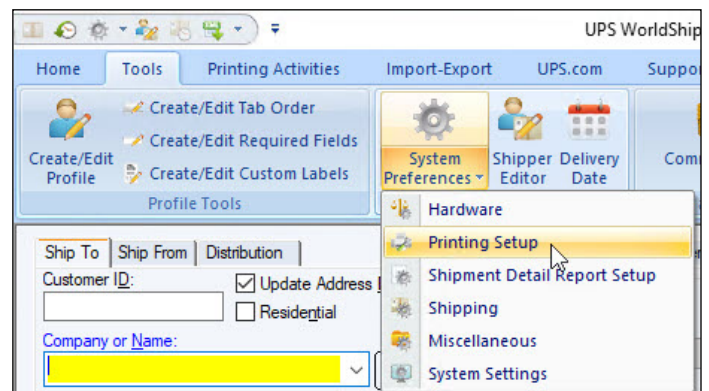 UPS WorldShip
Home Tools Printing Activities Import-Export UPS.com Suppo
Create/Edit Profile
Create/Edit Tab Order
Create/Edit Required Fields
Create/Edit Custom Labels
Profile Tools
System Preferences
Shipper Editor
Delivery Date
Com
Hardware
Printing Setup
Shipment Detail Report Setup
Shipping
Miscellaneous
System Settings
Ship To Ship From Distribution
Customer ID:
Update Address
Residential
Company or Name: